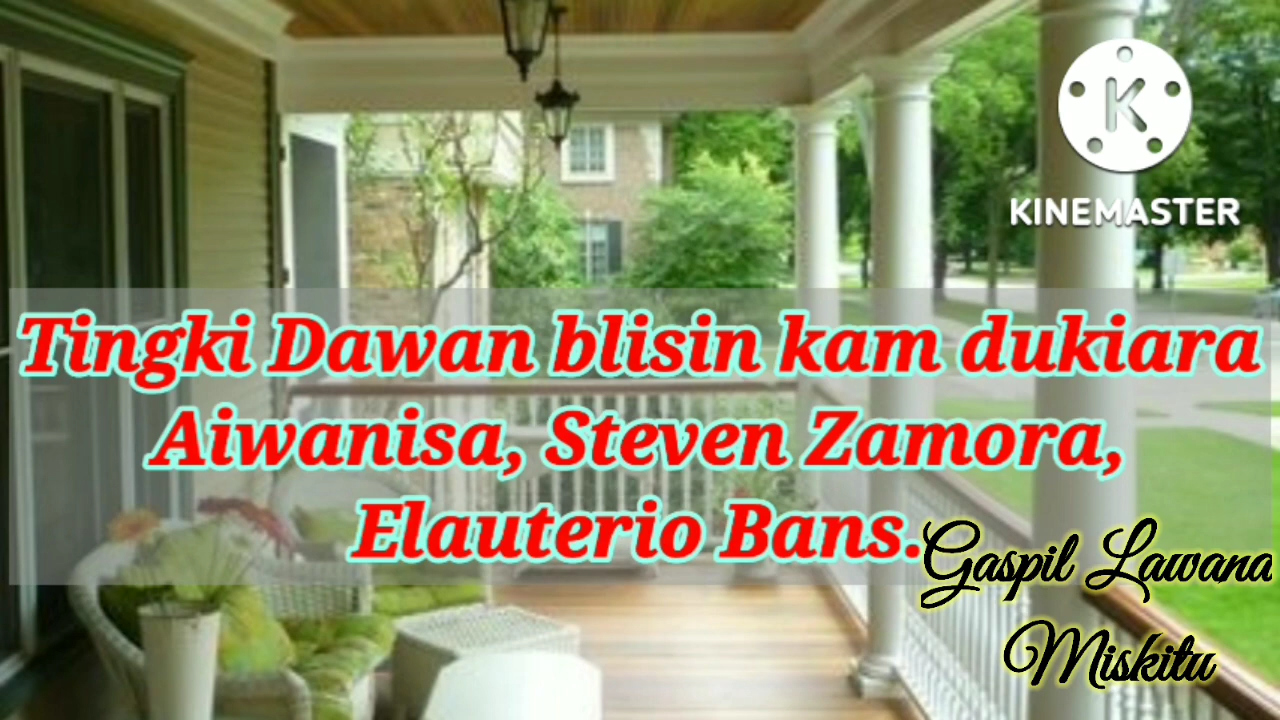 KINEMASTER
Tingki Dawan blisin kam dukiara
Aiwanisa, Steven Zamora,
Elauterio Bans.
Gaspil Lawana
Miskitu